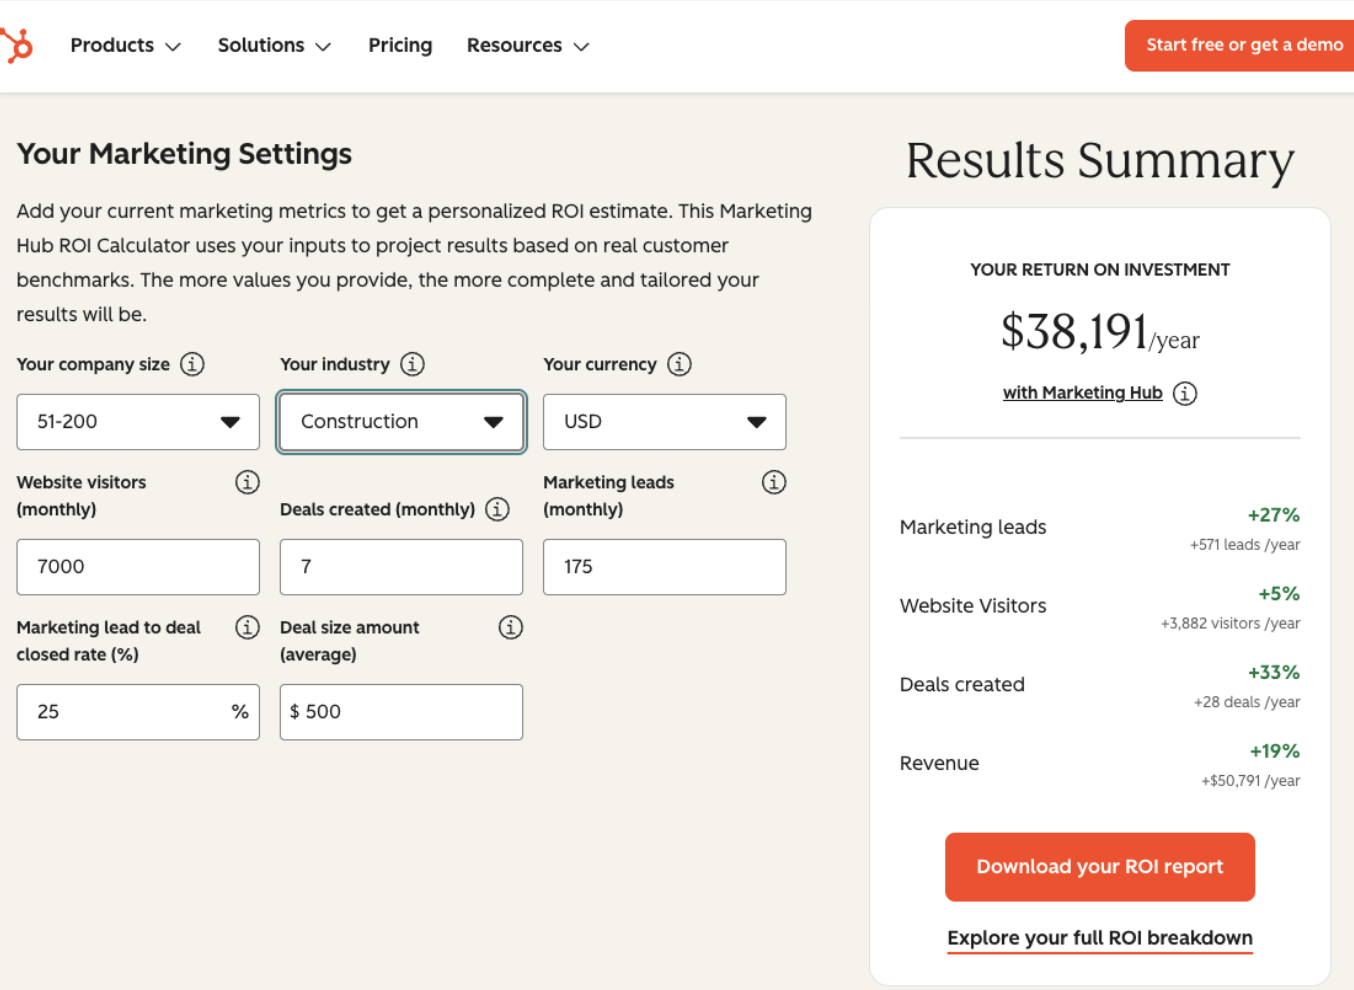 Products
Solutions
Pricing
Resources
Start free or get a demo
Your Marketing Settings
Add your current marketing metrics to get a personalized ROI estimate. This Marketing
Hub ROI Calculator uses your inputs to project results based on real customer
benchmarks. The more values you provide, the more complete and tailored your
results will be.
Your company size
Your industry
Your currency
51-200
Construction
USD
Website visitors
(monthly)
Deals created (monthly)
Marketing leads
(monthly)
7000
7
175
Marketing lead to deal
closed rate (%)
Deal size amount
(average)
25 %
$ 500
Results Summary
YOUR RETURN ON INVESTMENT
$38,191/year
with Marketing Hub
Marketing leads
+27%
+571 leads /year
Website Visitors
+5%
+3,882 visitors /year
Deals created
+33%
+28 deals /year
Revenue
+19%
+$50,791 /year
Download your ROI report
Explore your full ROI breakdown